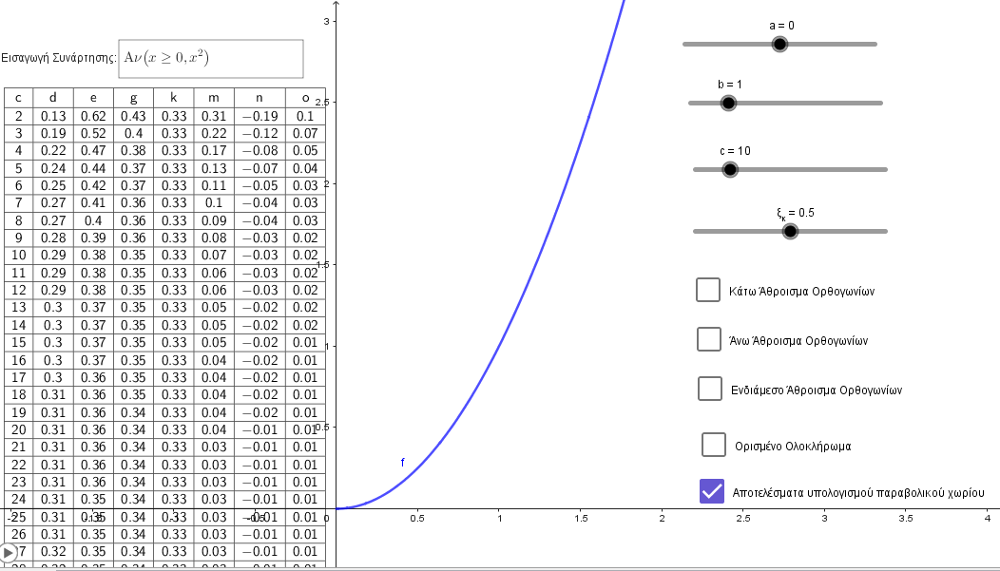 Εισαγωγή Συνάρτησης: Αν(x ≥ 0, x²)
c d e g k m n o
2 0.13 0.62 0.43 0.33 0.31 −0.19 0.1
3 0.19 0.52 0.4 0.33 0.22 −0.12 0.07
4 0.22 0.47 0.38 0.33 0.17 −0.08 0.05
5 0.24 0.44 0.37 0.33 0.13 −0.07 0.04
6 0.25 0.42 0.37 0.33 0.11 −0.05 0.03
7 0.27 0.41 0.36 0.33 0.1 −0.04 0.03
8 0.27 0.4 0.36 0.33 0.09 −0.04 0.03
9 0.28 0.39 0.36 0.33 0.08 −0.03 0.02
10 0.29 0.38 0.35 0.33 0.07 −0.03 0.02
11 0.29 0.38 0.35 0.33 0.06 −0.03 0.02
12 0.29 0.38 0.35 0.33 0.06 −0.03 0.02
13 0.3 0.37 0.35 0.33 0.05 −0.02 0.02
14 0.3 0.37 0.35 0.33 0.05 −0.02 0.02
15 0.3 0.37 0.35 0.33 0.05 −0.02 0.01
16 0.3 0.37 0.35 0.33 0.04 −0.02 0.01
17 0.3 0.36 0.35 0.33 0.04 −0.02 0.01
18 0.31 0.36 0.35 0.33 0.04 −0.02 0.01
19 0.31 0.36 0.34 0.33 0.04 −0.02 0.01
20 0.31 0.36 0.34 0.33 0.04 −0.01 0.01
21 0.31 0.36 0.34 0.33 0.03 −0.01 0.01
22 0.31 0.36 0.34 0.33 0.03 −0.01 0.01
23 0.31 0.36 0.34 0.33 0.03 −0.01 0.01
24 0.31 0.35 0.34 0.33 0.03 −0.01 0.01
25 0.31 0.35 0.34 0.33 0.03 −0.01 0.01
26 0.31 0.35 0.34 0.33 0.03 −0.01 0.01
0.32 0.35 0.34 0.33 0.03 −0.01 0.01
3
2.5
2
1.5
1
0.5
f
0 0.5 1 1.5 2 2.5 3 3.5 4
a = 0
b = 1
c = 10
ξκ = 0.5
Κάτω Άθροισμα Ορθογωνίων
Άνω Άθροισμα Ορθογωνίων
Ενδιάμεσο Άθροισμα Ορθογωνίων
Ορισμένο Ολοκλήρωμα
Αποτελέσματα υπολογισμού παραβολικού χωρίου